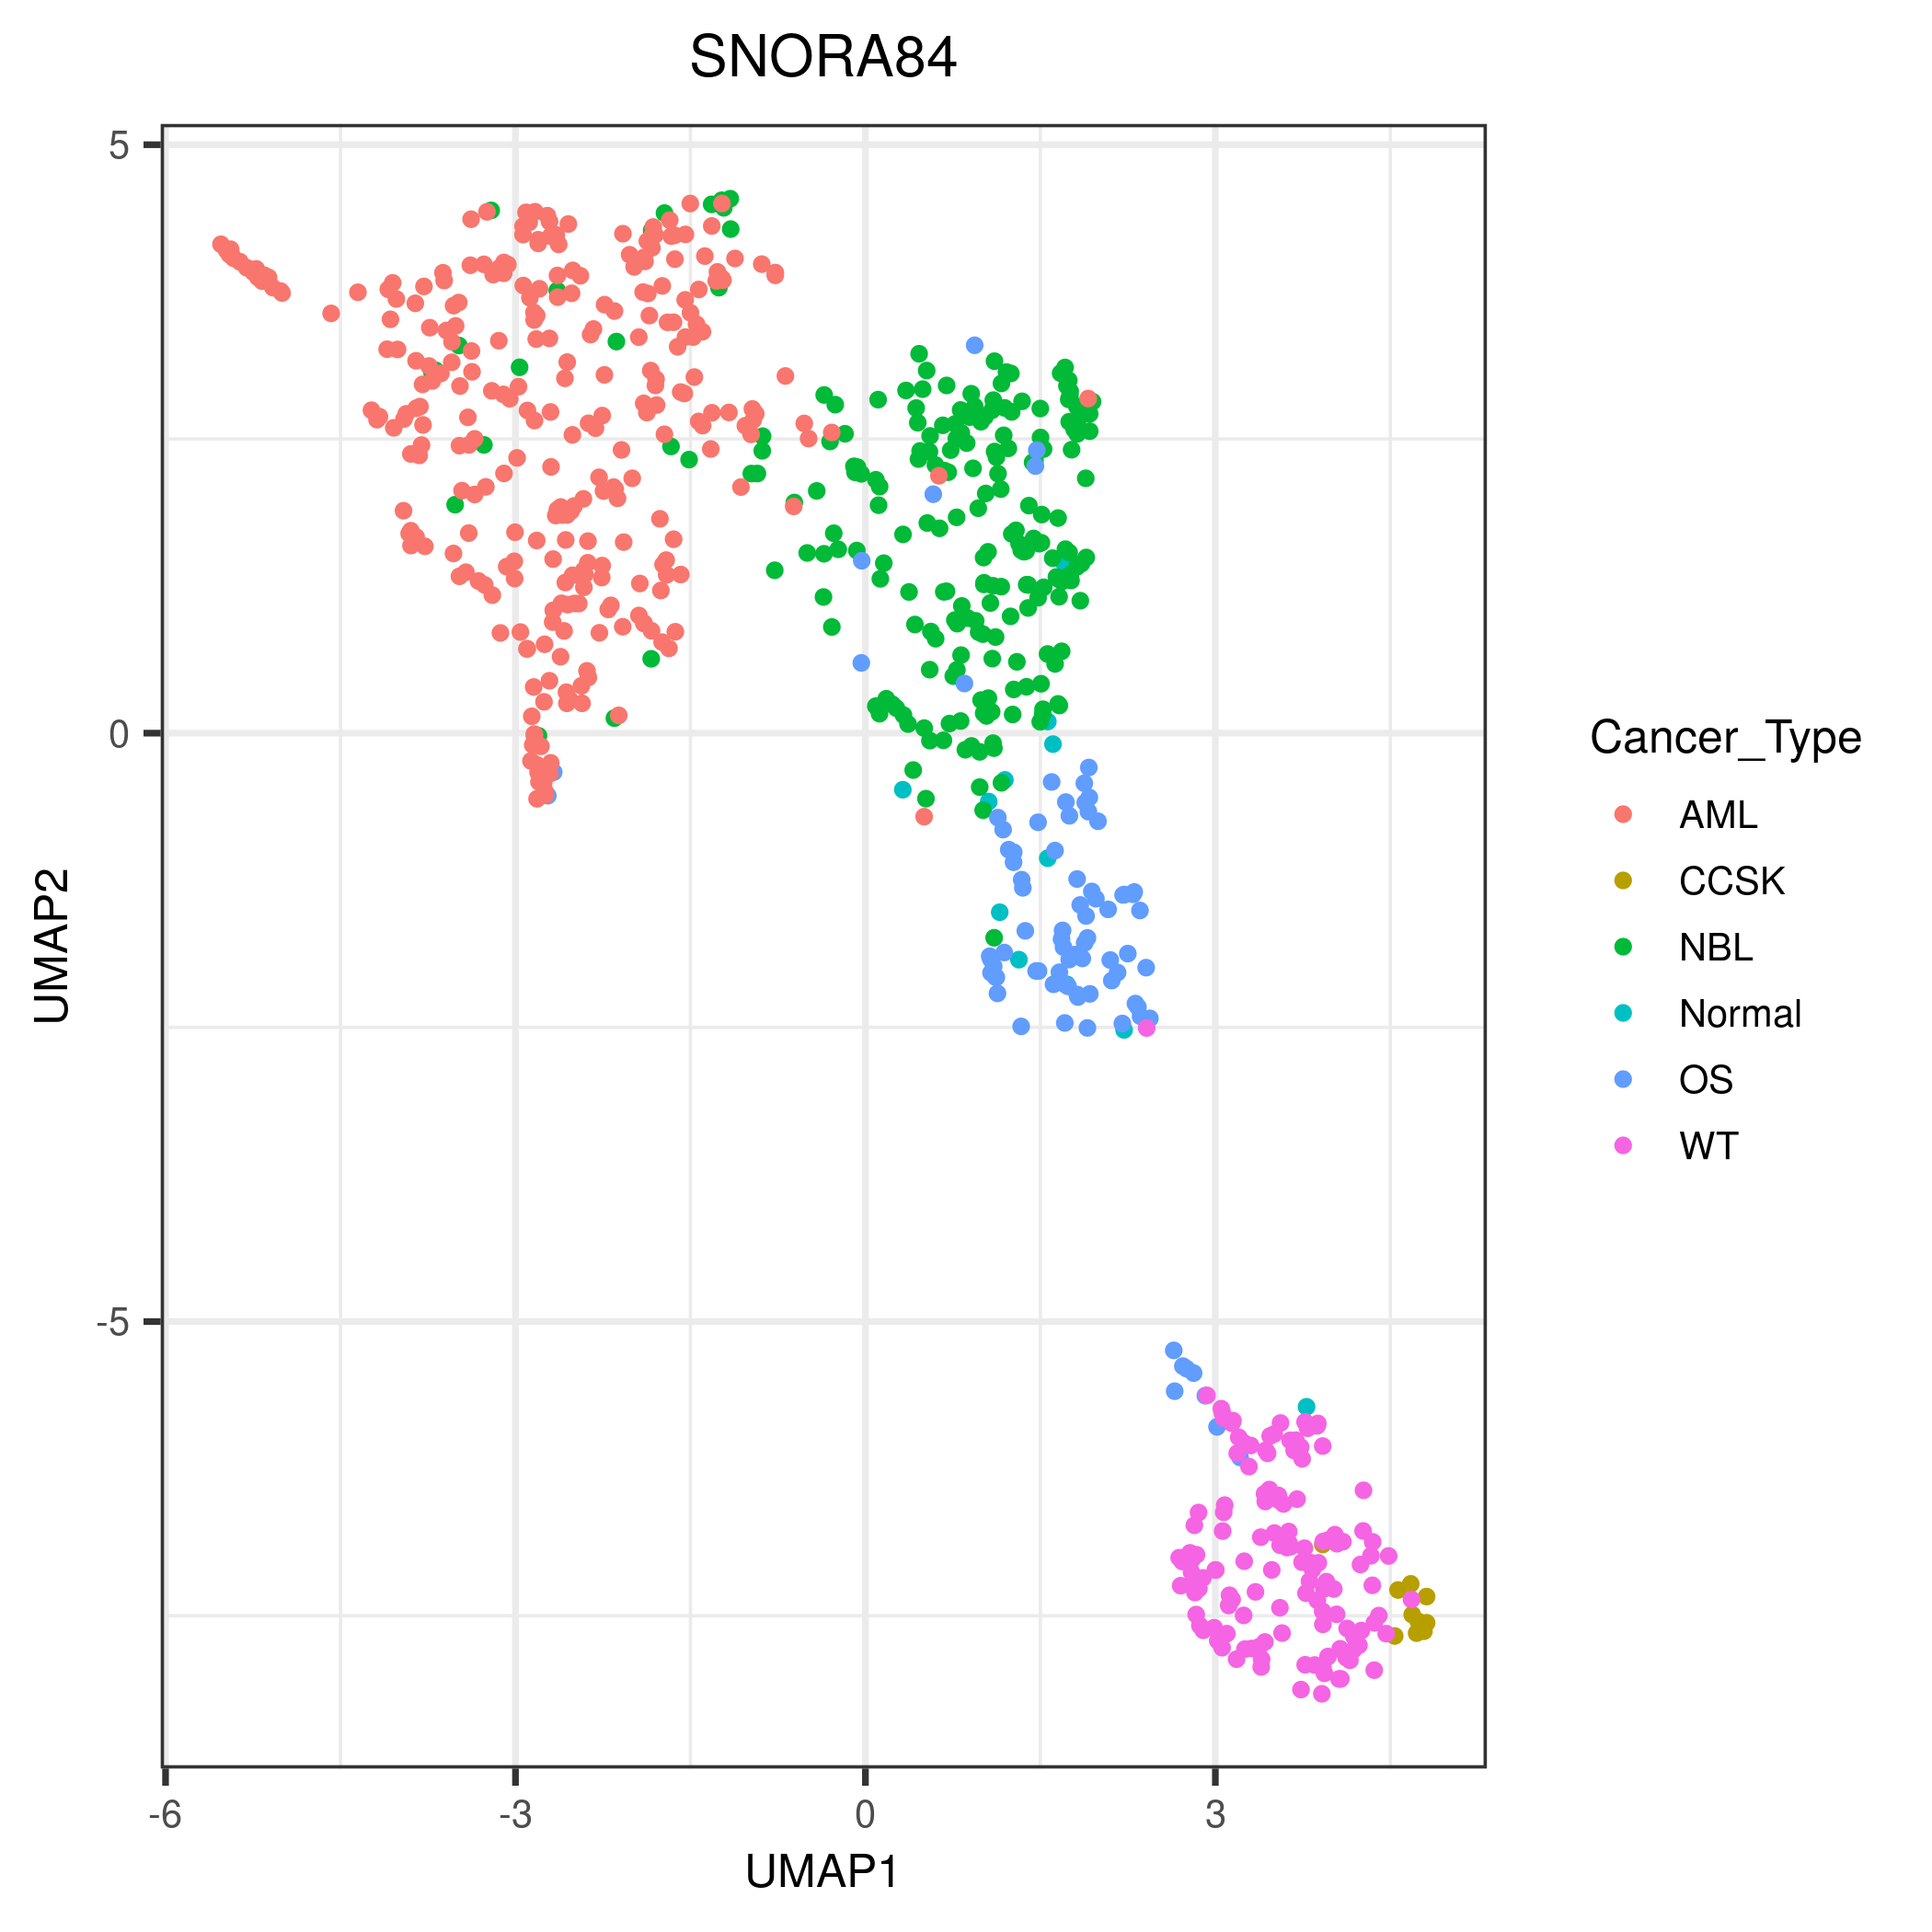 SNORA84
5
0
-5
UMAP2
-6
-3
0
3
UMAP1
Cancer_Type
AML
CCSK
NBL
Normal
OS
WT